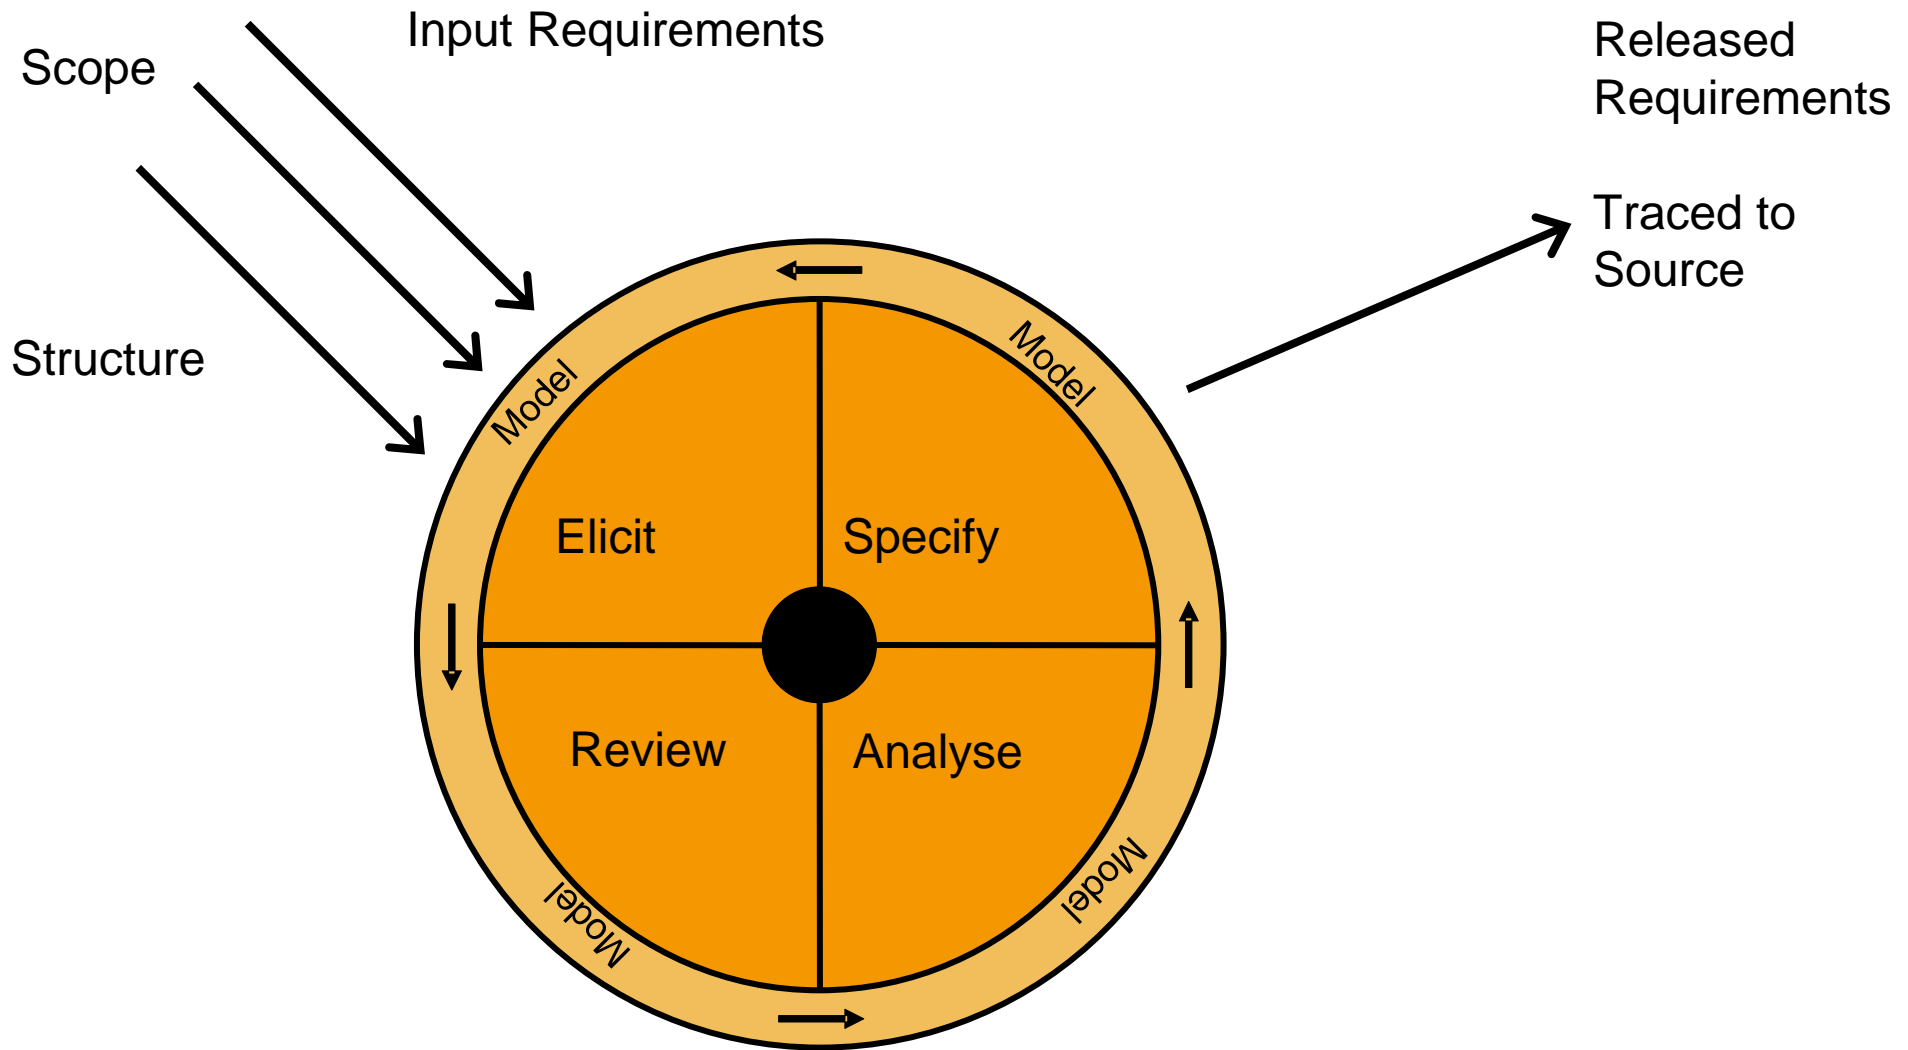 Input Requirements
Scope
Structure
Released
Requirements
Traced to
Source
Model
Model
Elicit
Specify
Review
Analyse
Model
Model